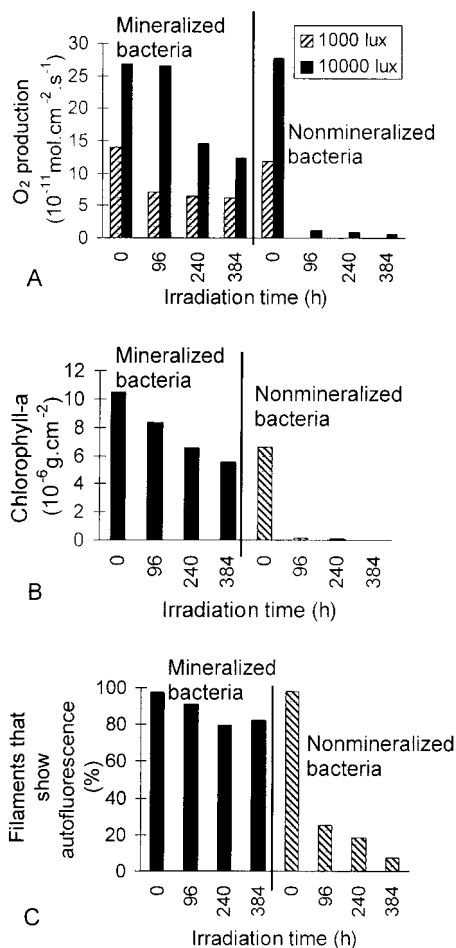 Mineralized
bacteria
1000 lux
10000 lux
Nonmineralized
bacteria
O₂ production
(10⁻¹¹mol.cm⁻².s⁻¹)
30
25
20
15
10
5
0
0 96 240 384 0 96 240 384
Irradiation time (h)
A
Mineralized
bacteria
Nonmineralized
bacteria
Chlorophyll-a
(10⁻⁶g.cm⁻²)
12
10
8
6
4
2
0
0 96 240 384 0 96 240 384
Irradiation time (h)
B
Mineralized
bacteria
Nonmineralized
bacteria
Filaments that
show
autofluorescence
(%)
100
80
60
40
20
0
0 96 240 384 0 96 240 384
Irradiation time (h)
C